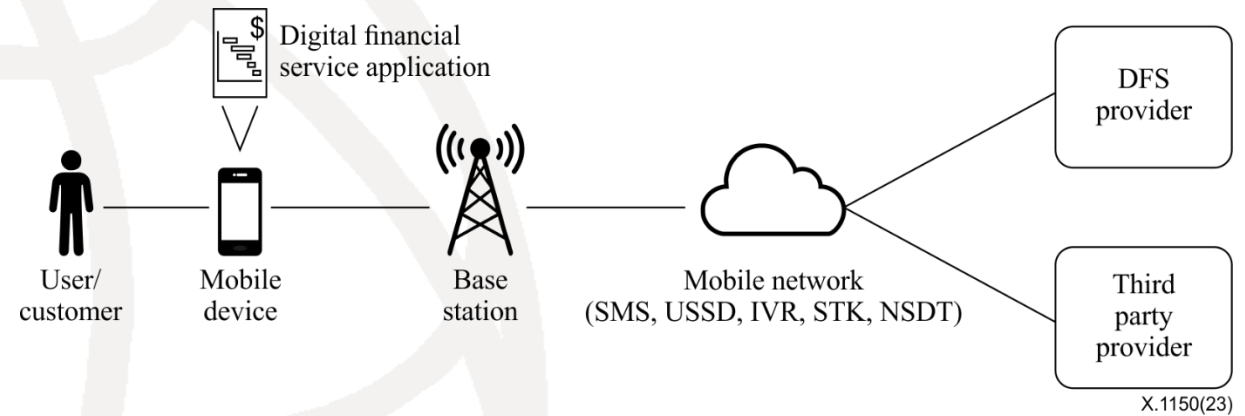 $
Digital financial
service application
DFS
provider
User/
customer
Mobile
device
Base
station
Mobile network
(SMS, USSD, IVR, STK, NSDT)
Third
party
provider
X.1150(23)